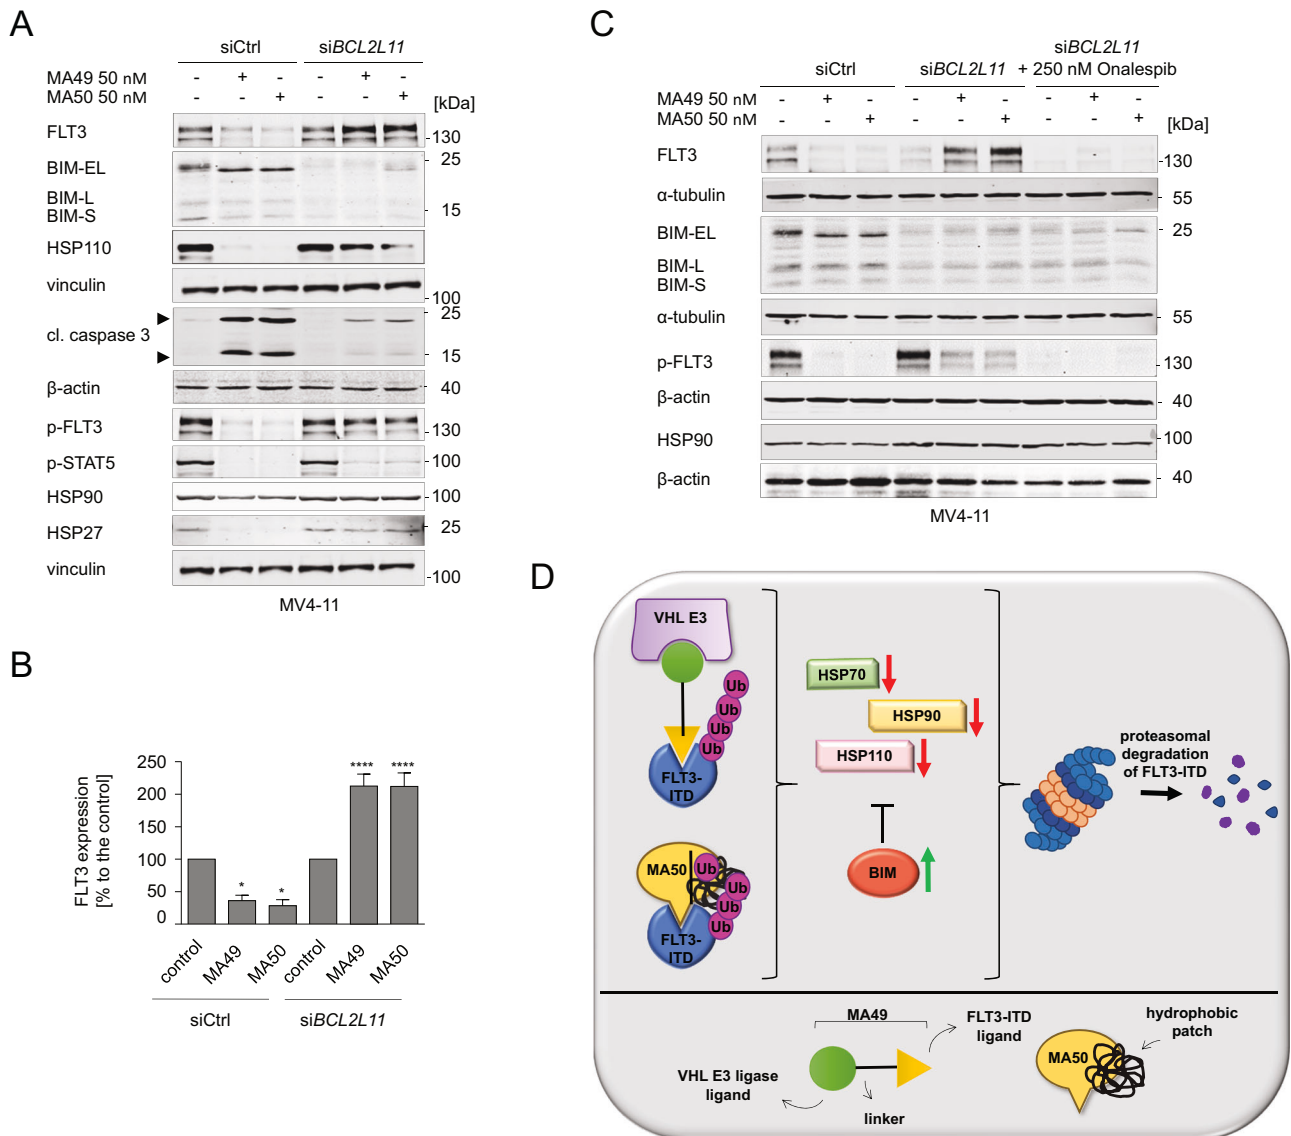 A
siCtrl siBCL2L11
MA49 50 nM - + - - + -
MA50 50 nM - - + - - +
[kDa]
FLT3
130
BIM-EL
25
BIM-L
BIM-S
15
HSP110
vinculin
100
cl. caspase 3
25
15
β-actin
40
p-FLT3
130
p-STAT5
100
HSP90
100
HSP27
25
vinculin
100
MV4-11
B
FLT3 expression
[% to the control]
250
200
150
100
50
0
* * **** ****
control MA49 MA50 control MA49 MA50
siCtrl siBCL2L11
C
siCtrl siBCL2L11 siBCL2L11 + 250 nM Onalespib
MA49 50 nM - + - - + - - + -
MA50 50 nM - - + - - + - - +
[kDa]
FLT3
130
α-tubulin
55
BIM-EL
25
BIM-L
BIM-S
α-tubulin
55
p-FLT3
130
β-actin
40
HSP90
100
β-actin
40
MV4-11
D
VHL E3
Ub
Ub
Ub
Ub
FLT3-
ITD
MA50
Ub
Ub
Ub
Ub
FLT3-
ITD
HSP70
HSP90
HSP110
BIM
proteasomal
degradation
of FLT3-ITD
MA49
FLT3-ITD
ligand
VHL E3 ligase
ligand
linker
MA50
hydrophobic
patch